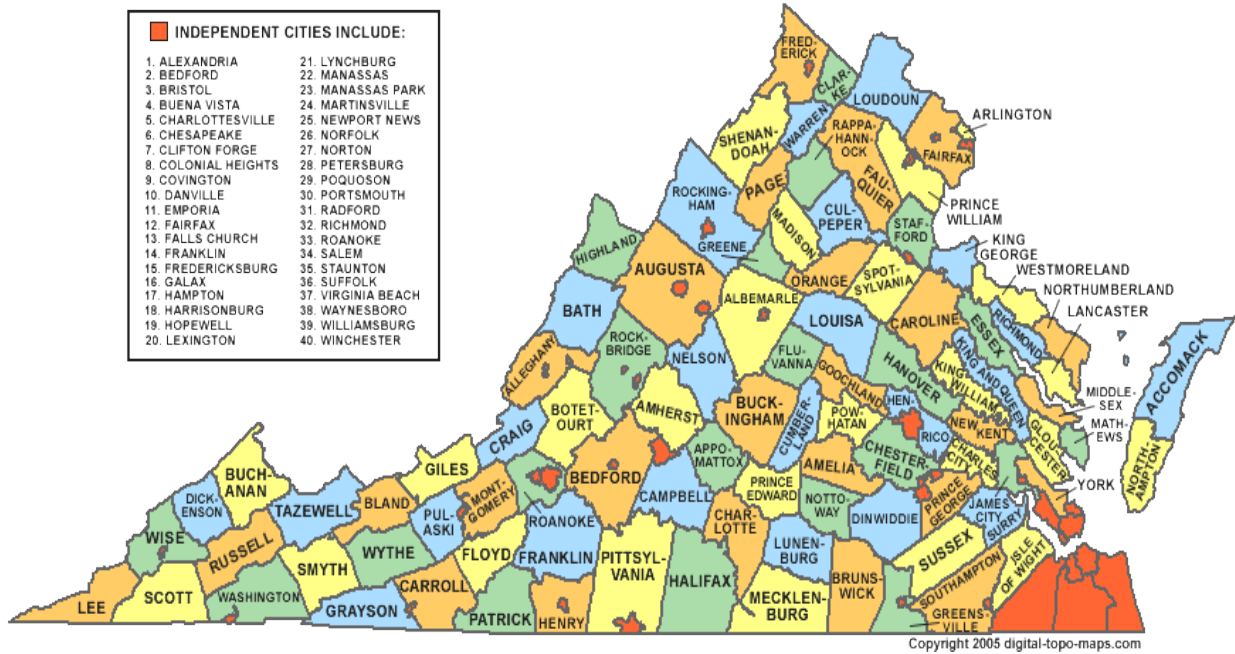 INDEPENDENT CITIES INCLUDE:
1. ALEXANDRIA
2. BEDFORD
3. BRISTOL
4. BUENA VISTA
5. CHARLOTTESVILLE
6. CHESAPEAKE
7. CLIFTON FORGE
8. COLONIAL HEIGHTS
9. COVINGTON
10. DANVILLE
11. EMPORIA
12. FAIRFAX
13. FALLS CHURCH
14. FRANKLIN
15. FREDERICKSBURG
16. GALAX
17. HAMPTON
18. HARRISONBURG
19. HOPEWELL
20. LEXINGTON
21. LYNCHBURG
22. MANASSAS
23. MANASSAS PARK
24. MARTINSVILLE
25. NEWPORT NEWS
26. NORFOLK
27. NORTON
28. PETERSBURG
29. POQUOSON
30. PORTSMOUTH
31. RADFORD
32. RICHMOND
33. ROANOKE
34. SALEM
35. STAUNTON
36. SUFFOLK
37. VIRGINIA BEACH
38. WAYNESBORO
39. WILLIAMSBURG
40. WINCHESTER
FRED-
ERICK
CLAR-
KE
LOUDOUN
ARLINGTON
FAIRFAX
WARREN
SHENAN-
DOAH
RAPPA-
HANN-
OCK
FAU-
QUIER
PRINCE
WILLIAM
PAGE
ROCKING-
HAM
CUL-
PEPER
MADISON
STAF-
FORD
KING
GEORGE
HIGHLAND
GREENE
AUGUSTA
ORANGE
SPOT-
SYLVANIA
WESTMORELAND
NORTHUMBERLAND
LANCASTER
BATH
ALBEMARLE
LOUISA
CAROLINE
ESSEX
RICHMOND
ACCOMACK
ROCK-
BRIDGE
NELSON
FLU-
VANNA
HANOVER
KING
WILLIAM
KING AND QUEEN
ALLEGHANY
GOOCHLAND
MIDDLE-
SEX
MATH-
EWS
BOTET-
OURT
AMHERST
BUCK-
INGHAM
CUMBER-
LAND
POW-
HATAN
HEN-
RICO
NEW
KENT
GLOU-
CESTER
NORTH-
AMPTON
CRAIG
APPO-
MATTOX
CHESTER-
FIELD
CHARLES
CITY
YORK
GILES
BEDFORD
CAMPBELL
PRINCE
EDWARD
AMELIA
PRINCE
GEORGE
JAMES
CITY
SURRY
BUCH-
ANAN
DICK-
ENSON
TAZEWELL
BLAND
MONT-
GOMERY
ROANOKE
CHAR-
LOTTE
NOTTO-
WAY
DINWIDDIE
WISE
RUSSELL
PUL-
ASKI
WYTHE
FLOYD
FRANKLIN
PITTSYL-
VANIA
HALIFAX
LUNEN-
BURG
SUSSEX
ISLE
OF WIGHT
LEE
SCOTT
WASHINGTON
SMYTH
GRAYSON
CARROLL
PATRICK
HENRY
MECKLEN-
BURG
BRUNS-
WICK
SOUTHAMPTON
GREENS-
VILLE
Copyright 2005 digital-topo-maps.com